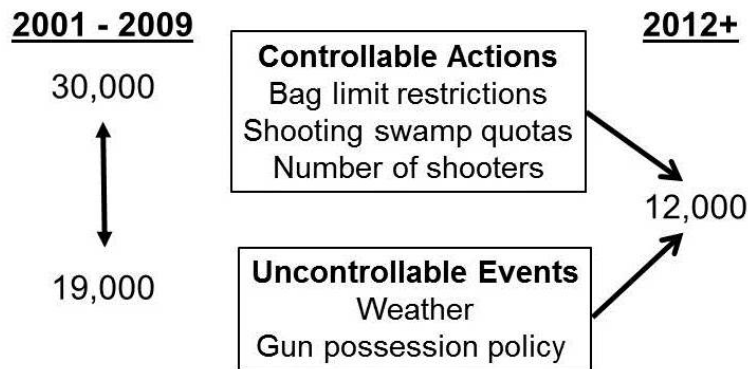 2001 - 2009
30,000
19,000
Controllable Actions
Bag limit restrictions
Shooting swamp quotas
Number of shooters
Uncontrollable Events
Weather
Gun possession policy
2012+
12,000